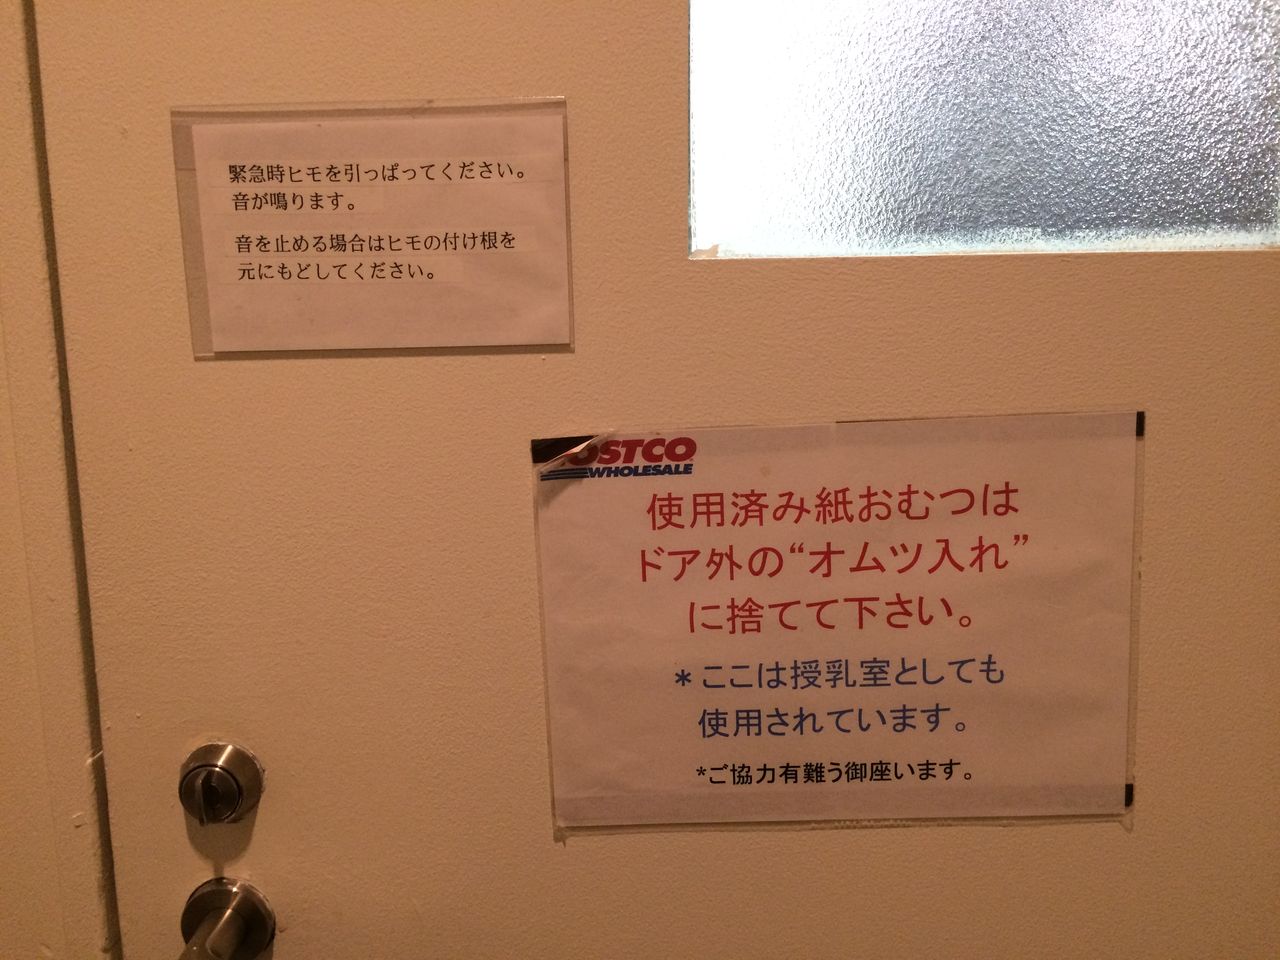 緊急時ヒモを引っぱってください。
音が鳴ります。
音を止める場合はヒモの付け根を
元にもどしてください。
COSTCO
WHOLESALE
使用済み紙おむつは
ドア外の“オムツ入れ”
に捨てて下さい。
*ここは授乳室としても
使用されています。
*ご協力有難う御座います。